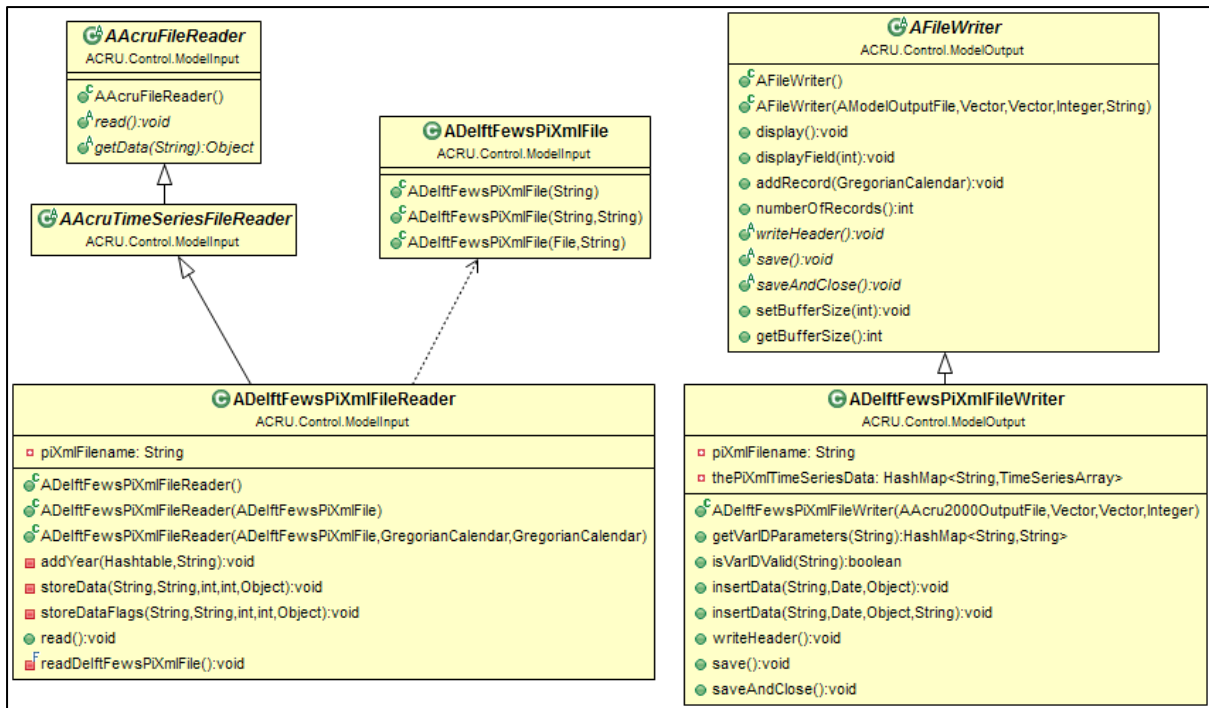 AAcruFileReader
ACRU.Control.ModelInput
AAcruFileReader()
read():void
getData(String):Object
AAcruTimeSeriesFileReader
ACRU.Control.ModelInput
ADelftFewsPiXmlFile
ACRU.Control.ModelInput
ADelftFewsPiXmlFile(String)
ADelftFewsPiXmlFile(String,String)
ADelftFewsPiXmlFile(File,String)
ADelftFewsPiXmlFileReader
ACRU.Control.ModelInput
piXmlFilename: String
ADelftFewsPiXmlFileReader()
ADelftFewsPiXmlFileReader(ADelftFewsPiXmlFile)
ADelftFewsPiXmlFileReader(ADelftFewsPiXmlFile,GregorianCalendar,GregorianCalendar)
addYear(Hashtable,String):void
storeData(String,String,int,int,Object):void
storeDataFlags(String,String,int,int,Object):void
read():void
readDelftFewsPiXmlFile():void
AFileWriter
ACRU.Control.ModelOutput
AFileWriter()
AFileWriter(AModelOutputFile,Vector,Vector,Integer,String)
display():void
displayField(int):void
addRecord(GregorianCalendar):void
numberOfRecords():int
writeHeader():void
save():void
saveAndClose():void
setBufferSize(int):void
getBufferSize():int
ADelftFewsPiXmlFileWriter
ACRU.Control.ModelOutput
piXmlFilename: String
thePiXmlTimeSeriesData: HashMap<String,TimeSeriesArray>
ADelftFewsPiXmlFileWriter(AAcru2000OutputFile,Vector,Vector,Integer)
getVarIDParameters(String):HashMap<String,String>
isVarIDValid(String):boolean
insertData(String,Date,Object):void
insertData(String,Date,Object,String):void
writeHeader():void
save():void
saveAndClose():void